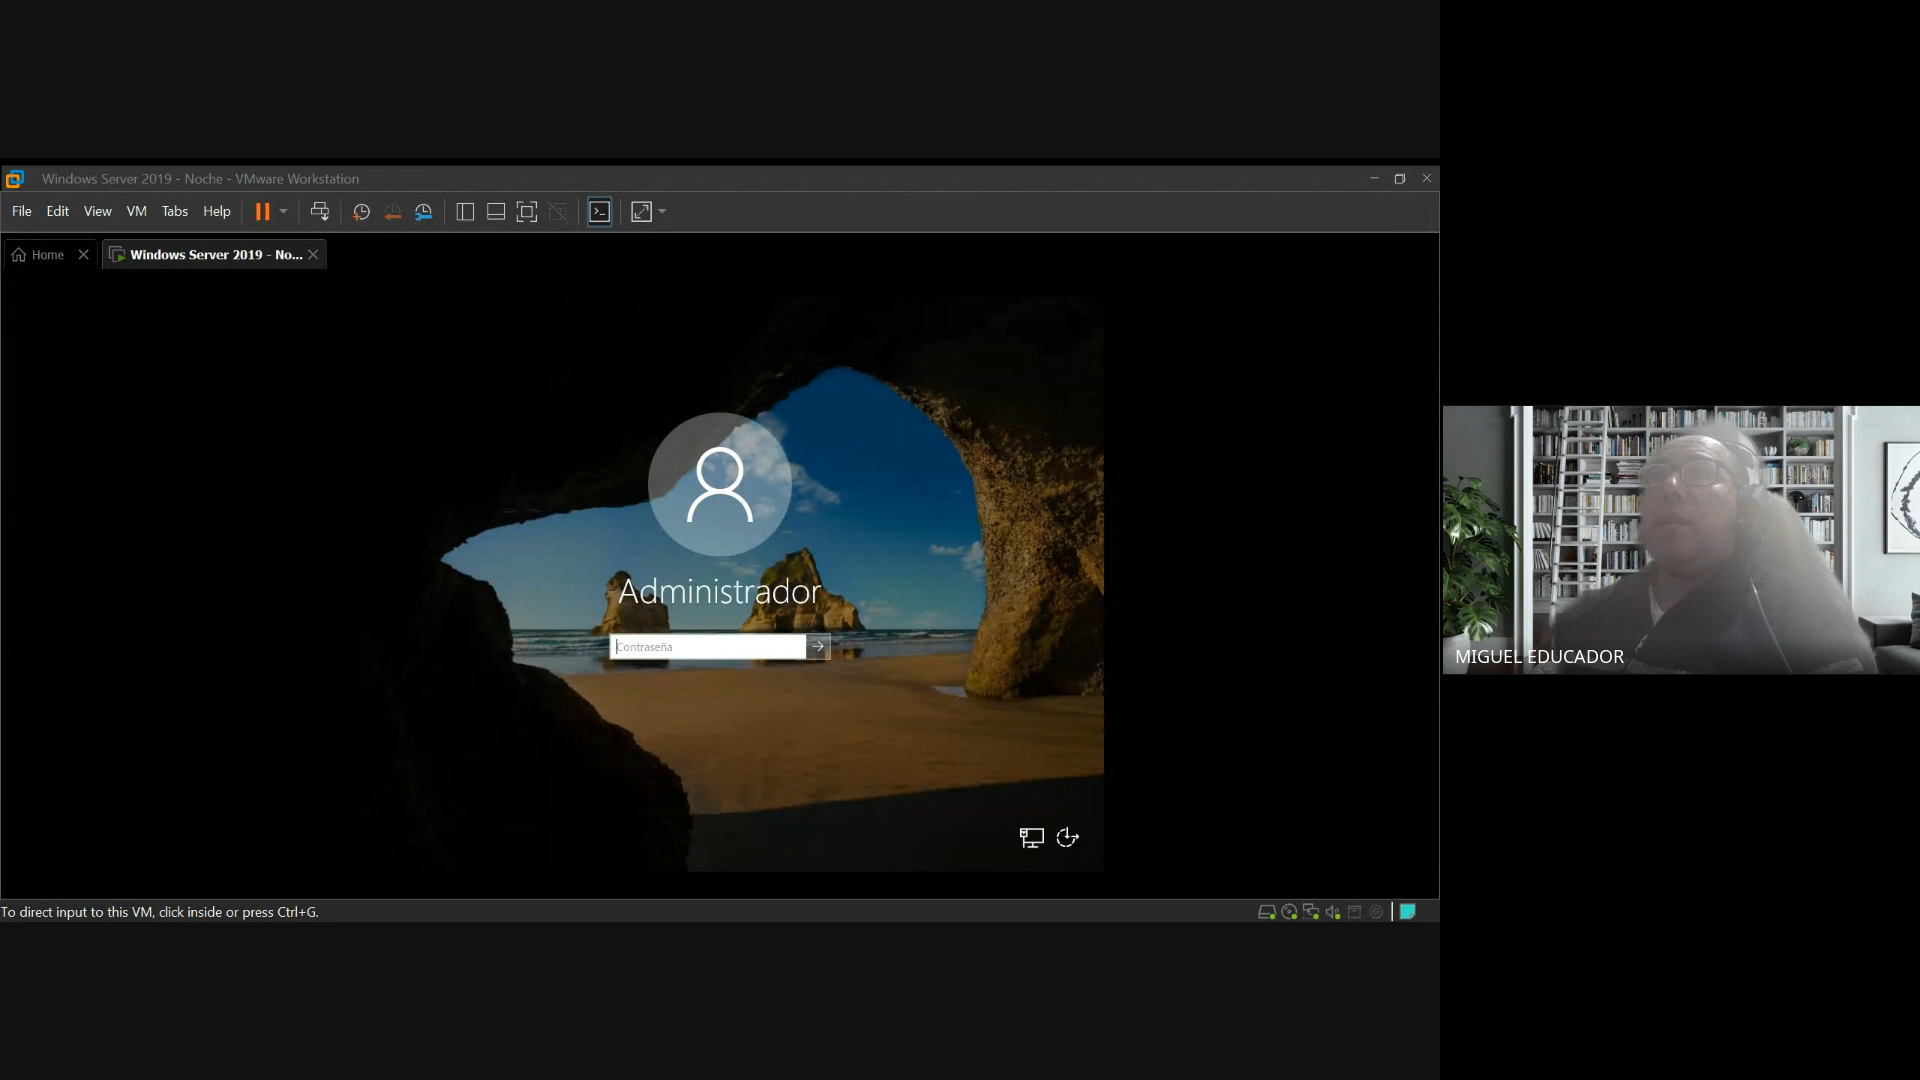 Windows Server 2019 - Noche - VMware Workstation
File Edit View VM Tabs Help
Home
Windows Server 2019 - No...
Administrador
Contraseña
MIGUEL EDUCADOR
To direct input to this VM, click inside or press Ctrl+G.